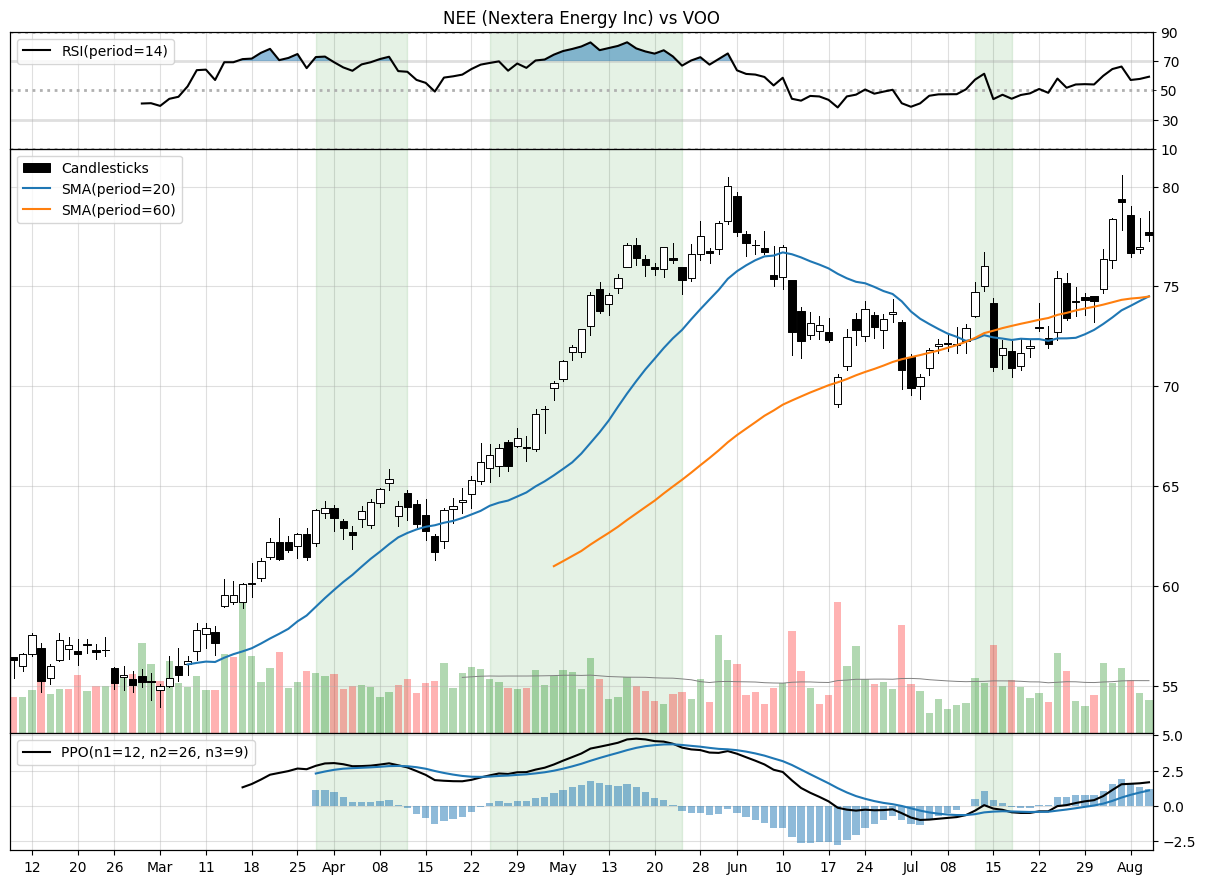 NEE (Nextera Energy Inc) vs VOO
RSI(period=14)
90
70
50
30
10
Candlesticks
SMA(period=20)
SMA(period=60)
80
75
70
65
60
55
PPO(n1=12, n2=26, n3=9)
5.0
2.5
0.0
−2.5
12 20 26 Mar 11 18 25 Apr 08 15 22 29 May 13 20 28 Jun 10 17 24 Jul 08 15 22 29 Aug